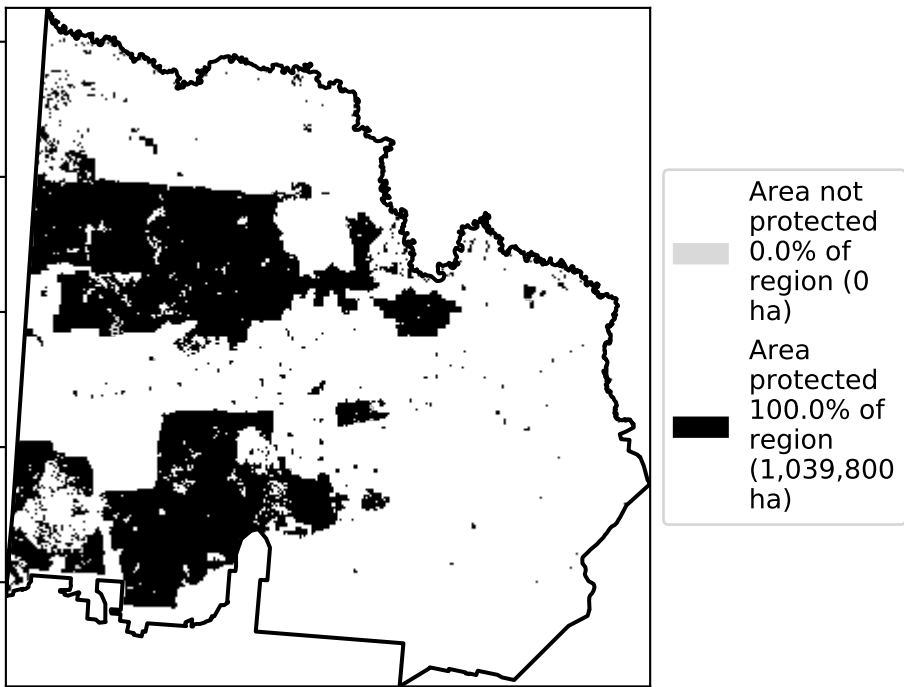 Area not
protected
0.0% of
region (0
ha)
Area
protected
100.0% of
region
(1,039,800
ha)